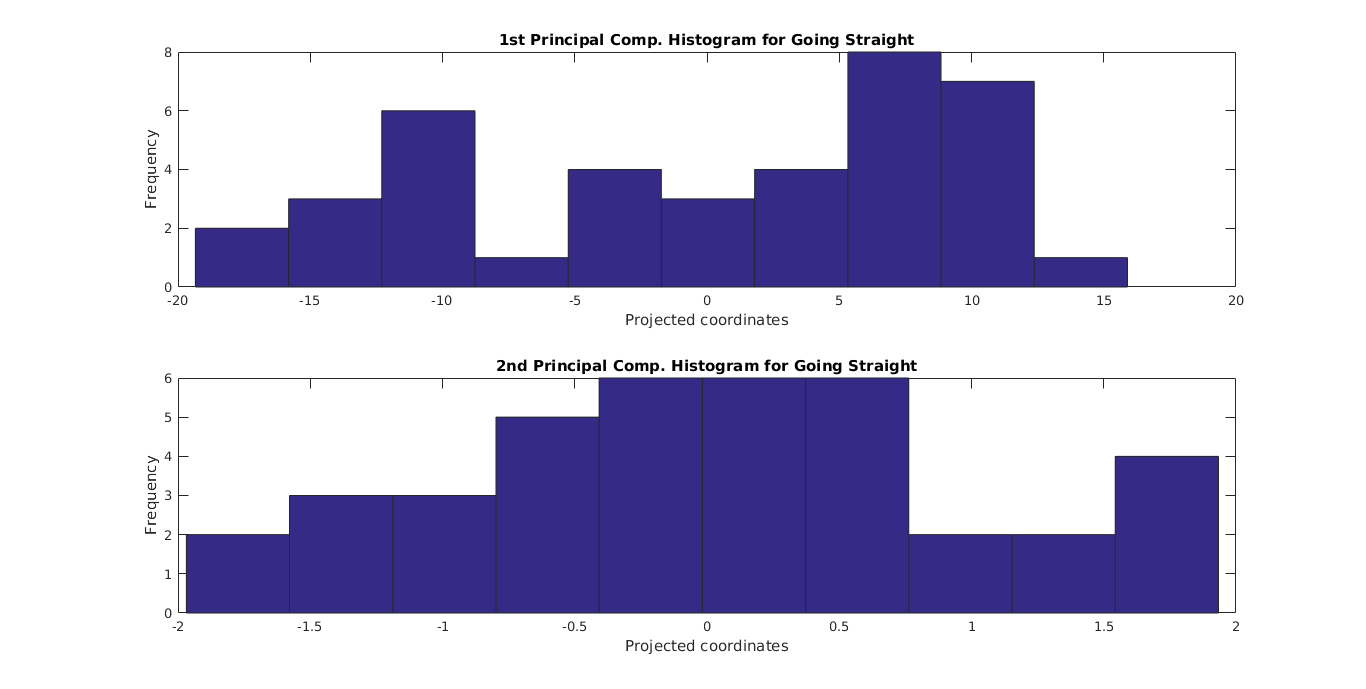 1st Principal Comp. Histogram for Going Straight
8
6
4
2
0
Frequency
-20 -15 -10 -5 0 5 10 15 20
Projected coordinates
2nd Principal Comp. Histogram for Going Straight
6
5
4
3
2
1
0
Frequency
-2 -1.5 -1 -0.5 0 0.5 1 1.5 2
Projected coordinates